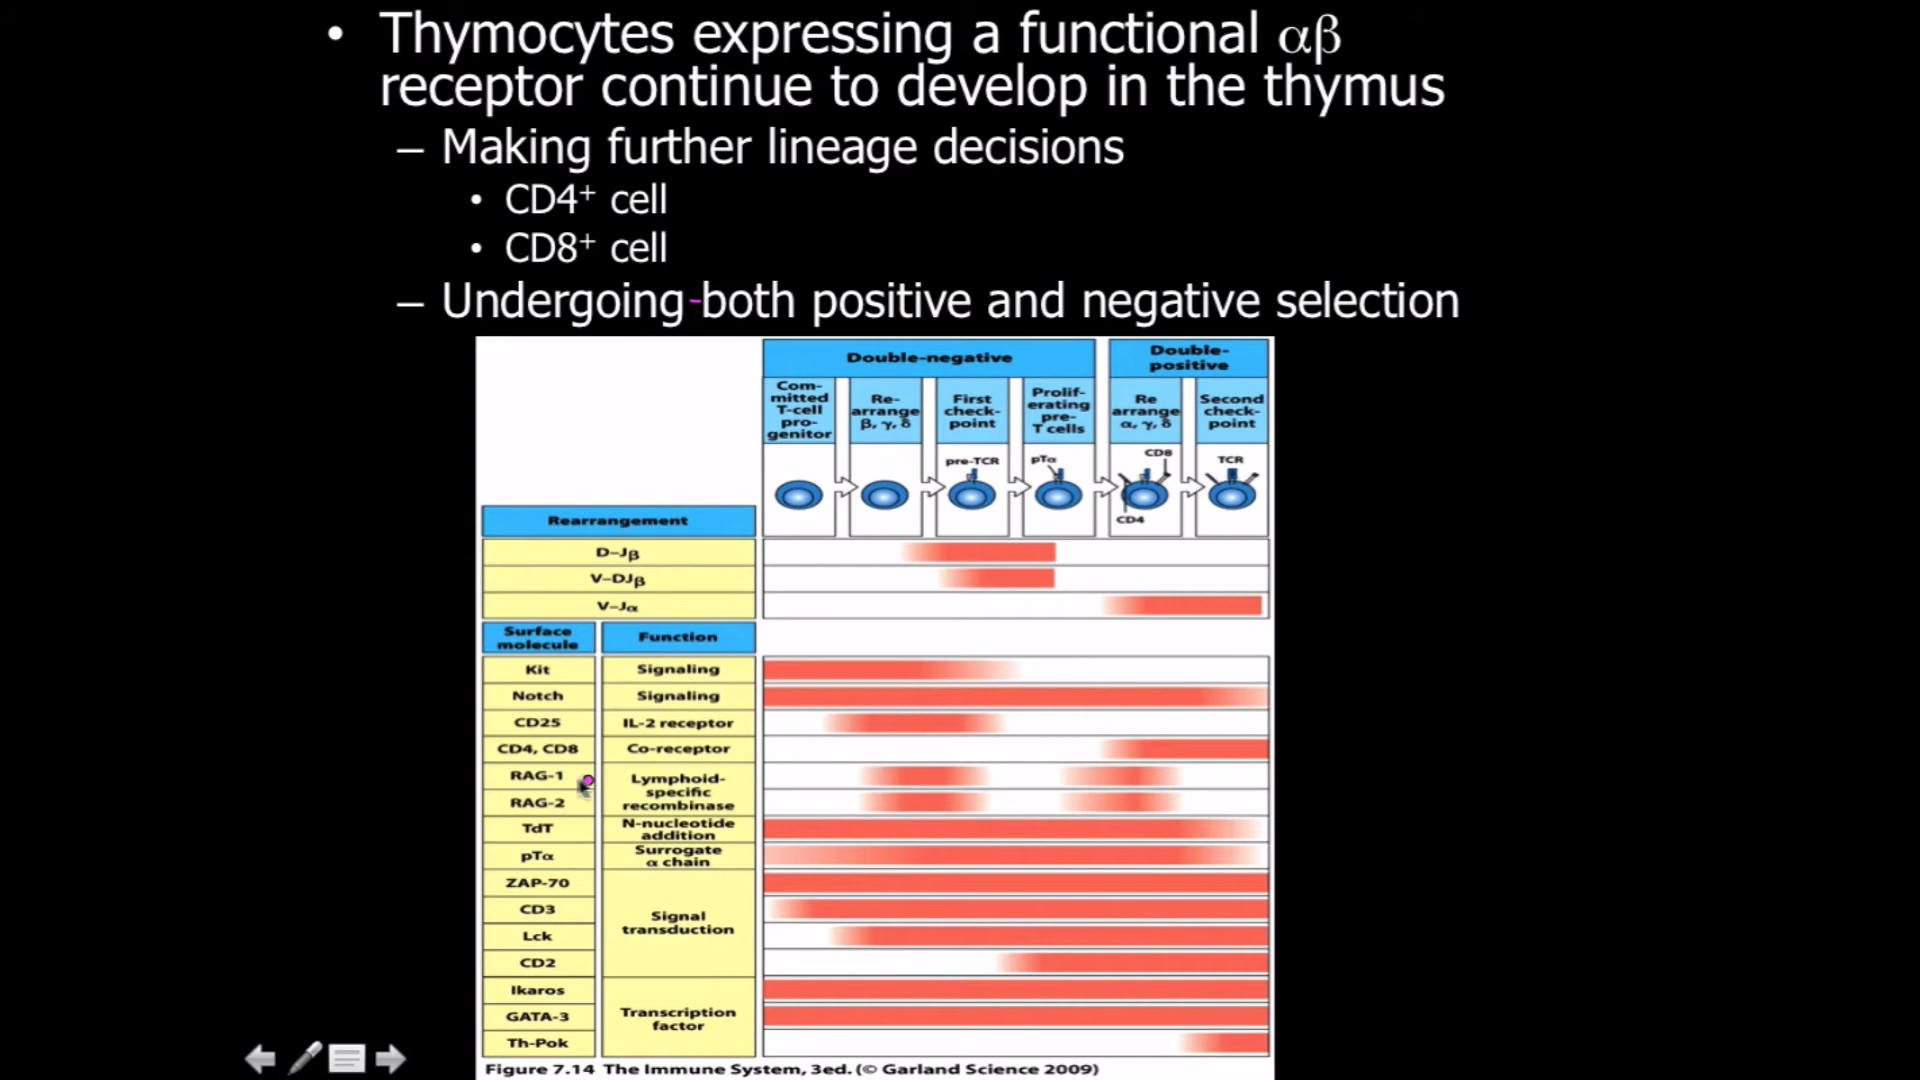 • Thymocytes expressing a functional αβ
receptor continue to develop in the thymus
– Making further lineage decisions
• CD4⁺ cell
• CD8⁺ cell
– Undergoing both positive and negative selection
Double-negative
Double-
positive
Com-
mitted
T-cell
pro-
genitor
Re-
arrange
β, γ, δ
First
check-
point
Prolif-
erating
pre-
T cells
Re
arrange
α, γ, δ
Second
check-
point
pre-TCR
pTα
CD8
CD4
TCR
Rearrangement
D–Jβ
V–DJβ
V–Jα
Surface
molecule
Function
Kit
Signaling
Notch
Signaling
CD25
IL-2 receptor
CD4, CD8
Co-receptor
RAG-1
RAG-2
Lymphoid-
specific
recombinase
TdT
N-nucleotide
addition
pTα
Surrogate
α chain
ZAP-70
CD3
Lck
CD2
Signal
transduction
Ikaros
GATA-3
Th-Pok
Transcription
factor
Figure 7.14 The Immune System, 3ed. (© Garland Science 2009)